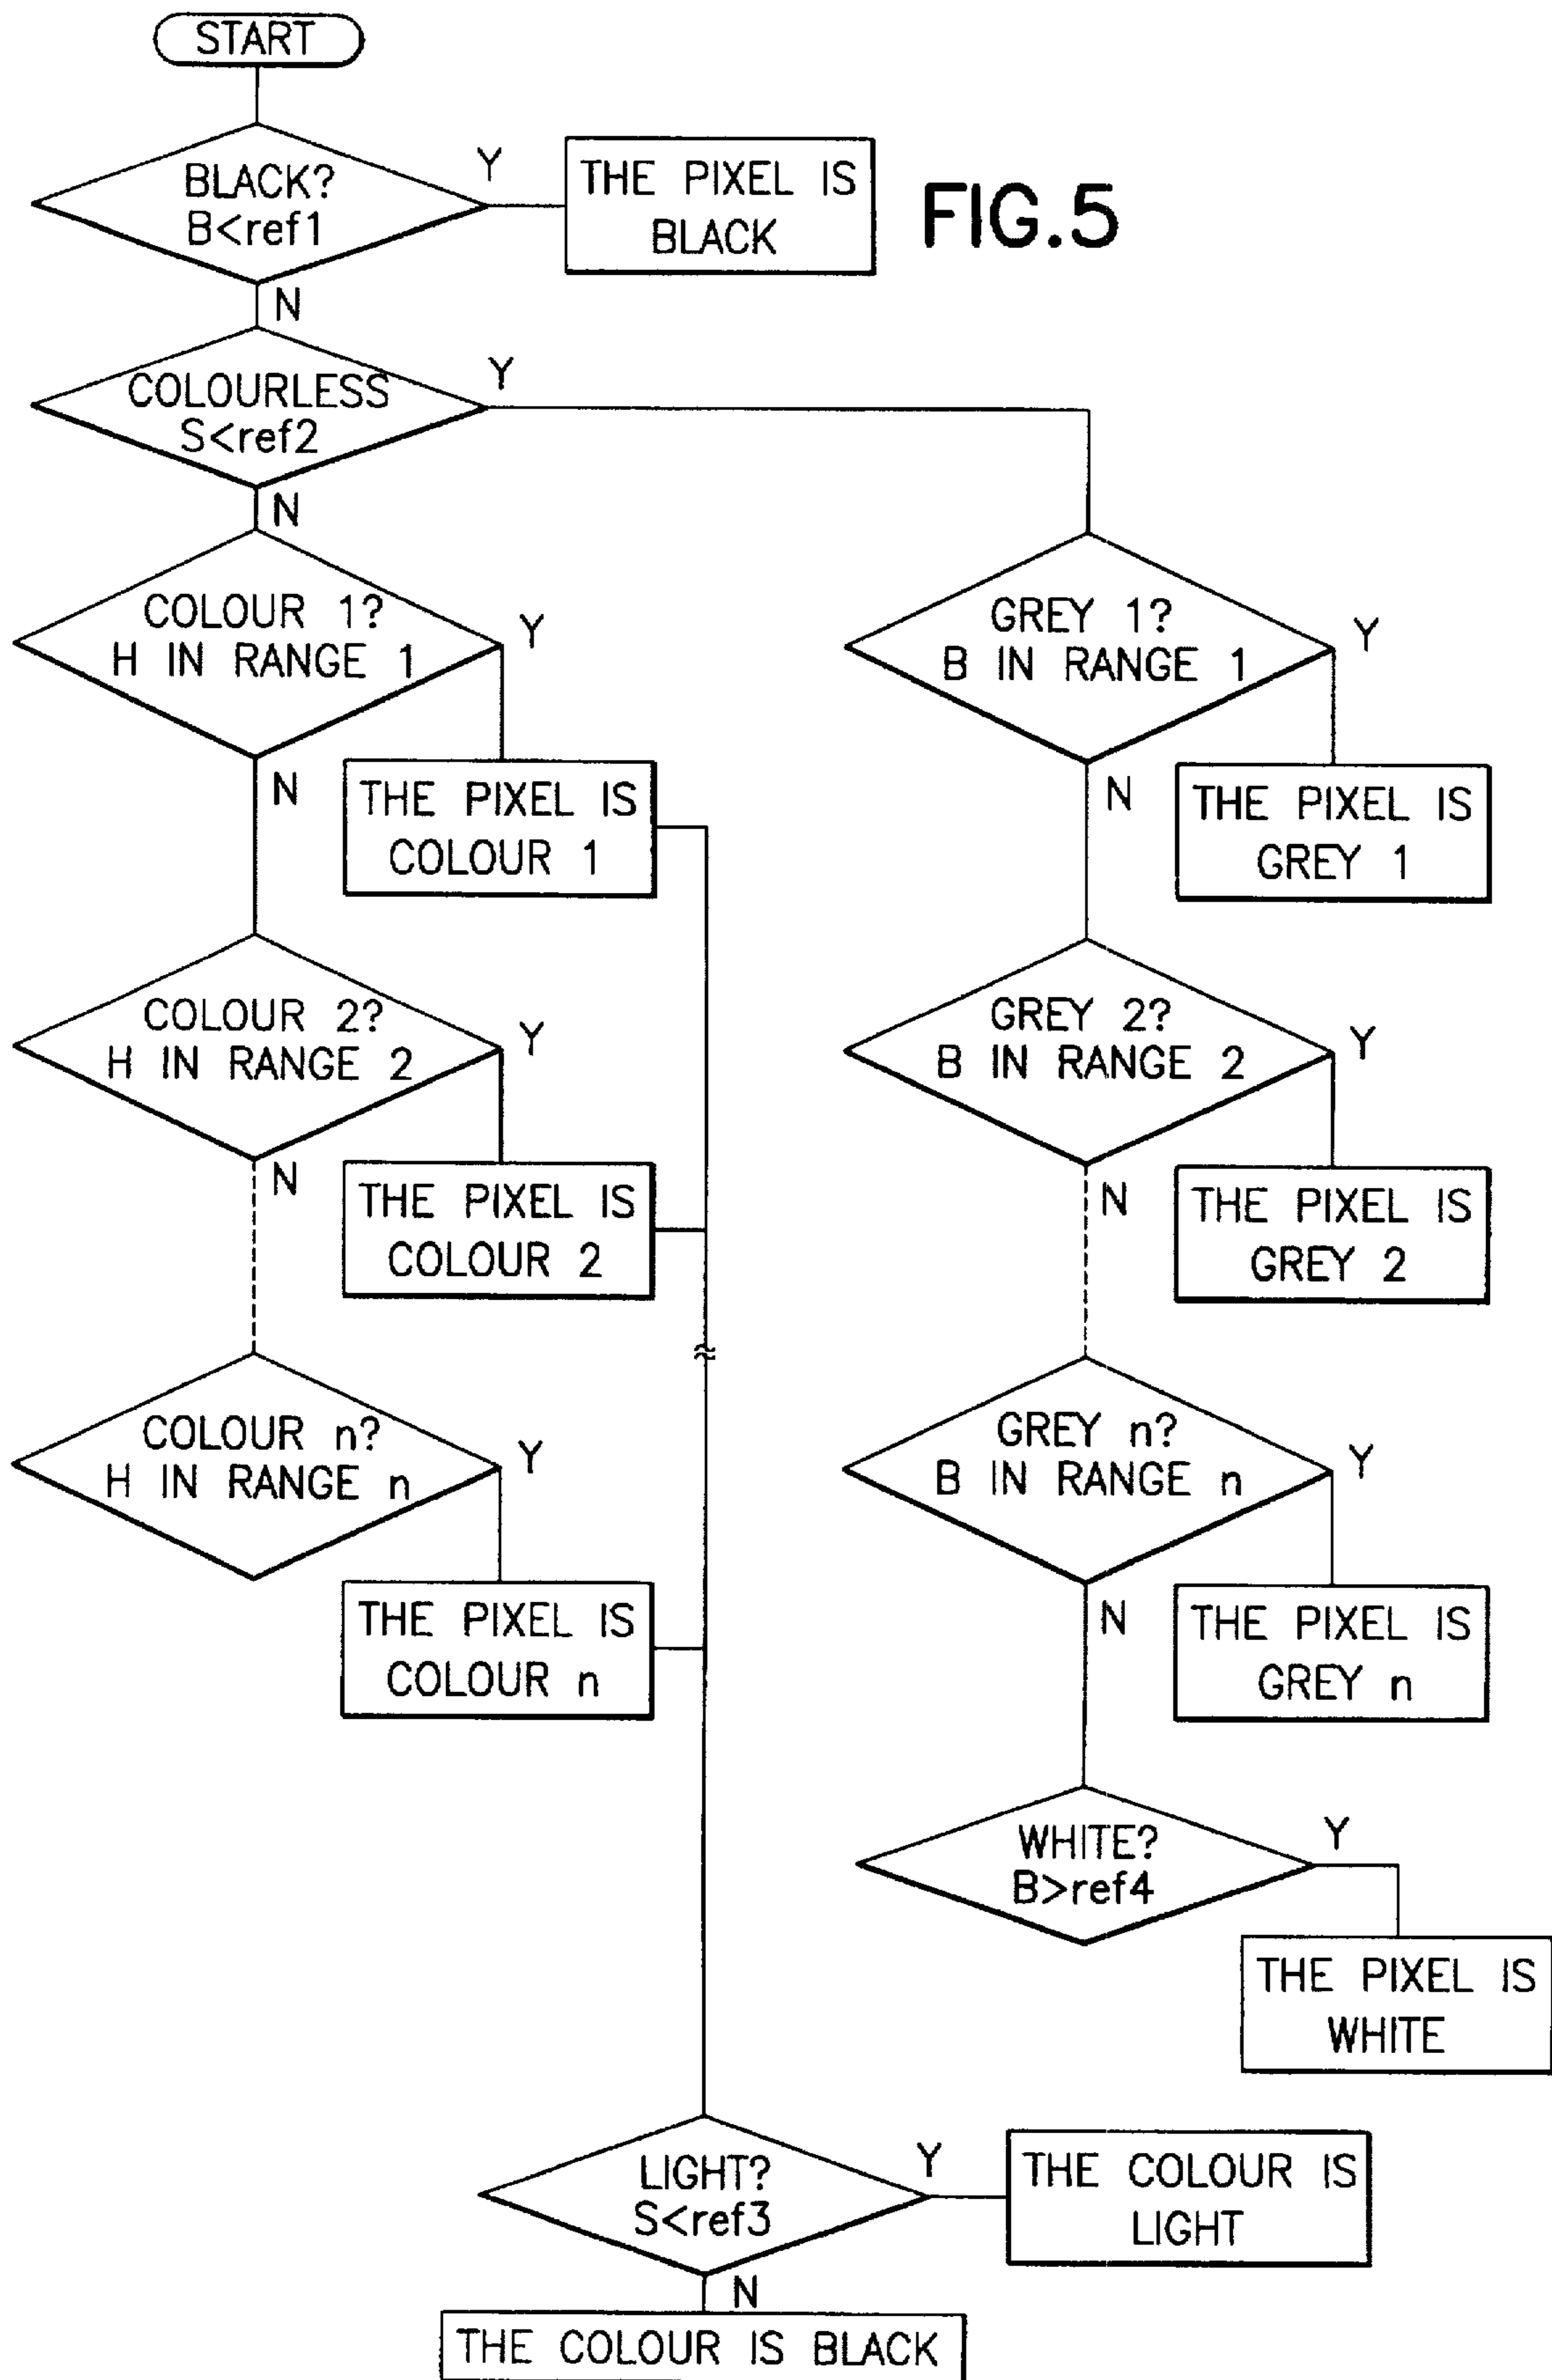 START
BLACK?
B<ref1
Y
THE PIXEL IS
BLACK
FIG.5
N
COLOURLESS
S<ref2
Y
N
COLOUR 1?
H IN RANGE 1
Y
N
THE PIXEL IS
COLOUR 1
GREY 1?
B IN RANGE 1
Y
N
THE PIXEL IS
GREY 1
COLOUR 2?
H IN RANGE 2
Y
N
THE PIXEL IS
COLOUR 2
GREY 2?
B IN RANGE 2
Y
N
THE PIXEL IS
GREY 2
COLOUR n?
H IN RANGE n
Y
THE PIXEL IS
COLOUR n
GREY n?
B IN RANGE n
Y
N
THE PIXEL IS
GREY n
WHITE?
B>ref4
Y
THE PIXEL IS
WHITE
LIGHT?
S<ref3
Y
THE COLOUR IS
LIGHT
N
THE COLOUR IS BLACK